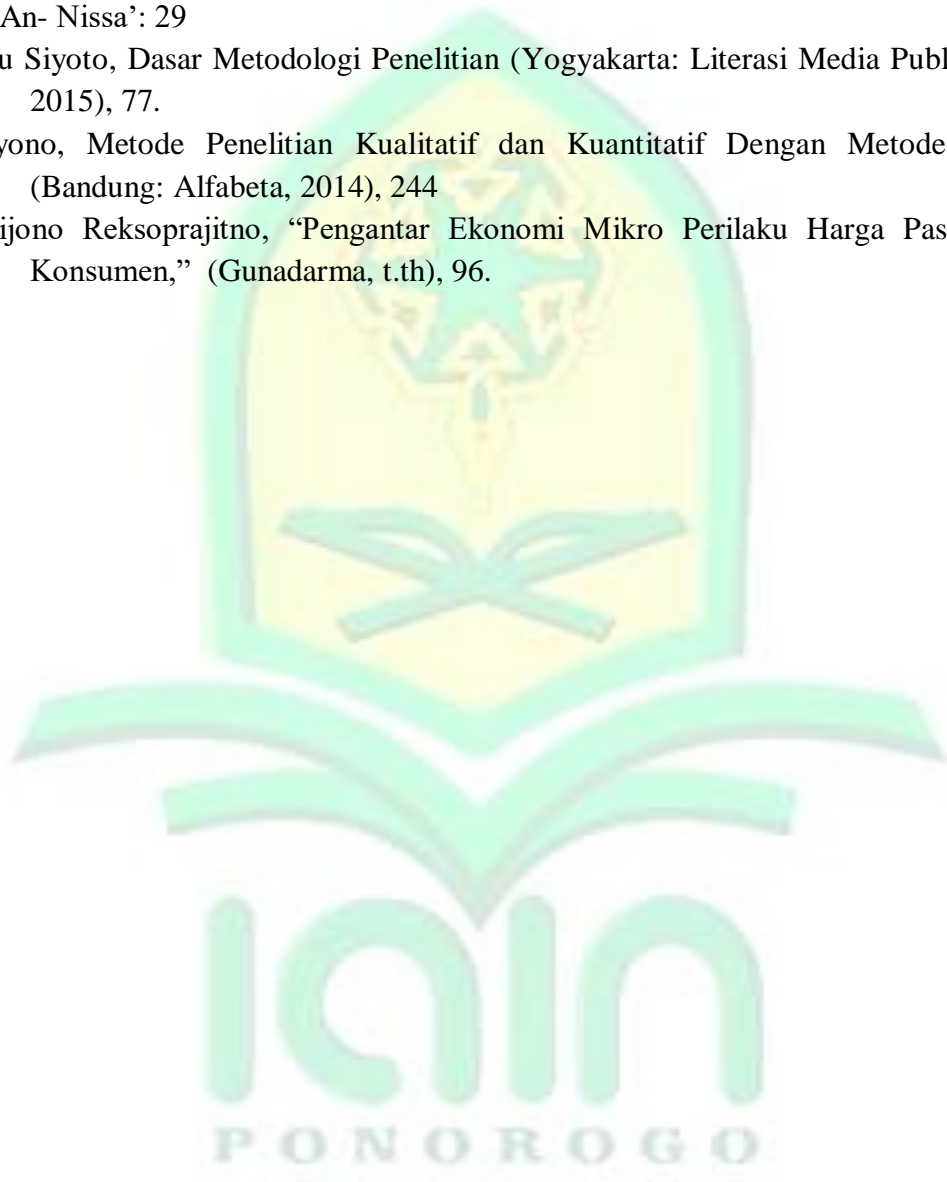 An- Nissa’: 29
u Siyoto, Dasar Metodologi Penelitian (Yogyakarta: Literasi Media Publ
2015), 77.
yono, Metode Penelitian Kualitatif dan Kuantitatif Dengan Metode
(Bandung: Alfabeta, 2014), 244
ijono Reksoprajitno, “Pengantar Ekonomi Mikro Perilaku Harga Pas
Konsumen,” (Gunadarma, t.th), 96.
iain
PONOROGO